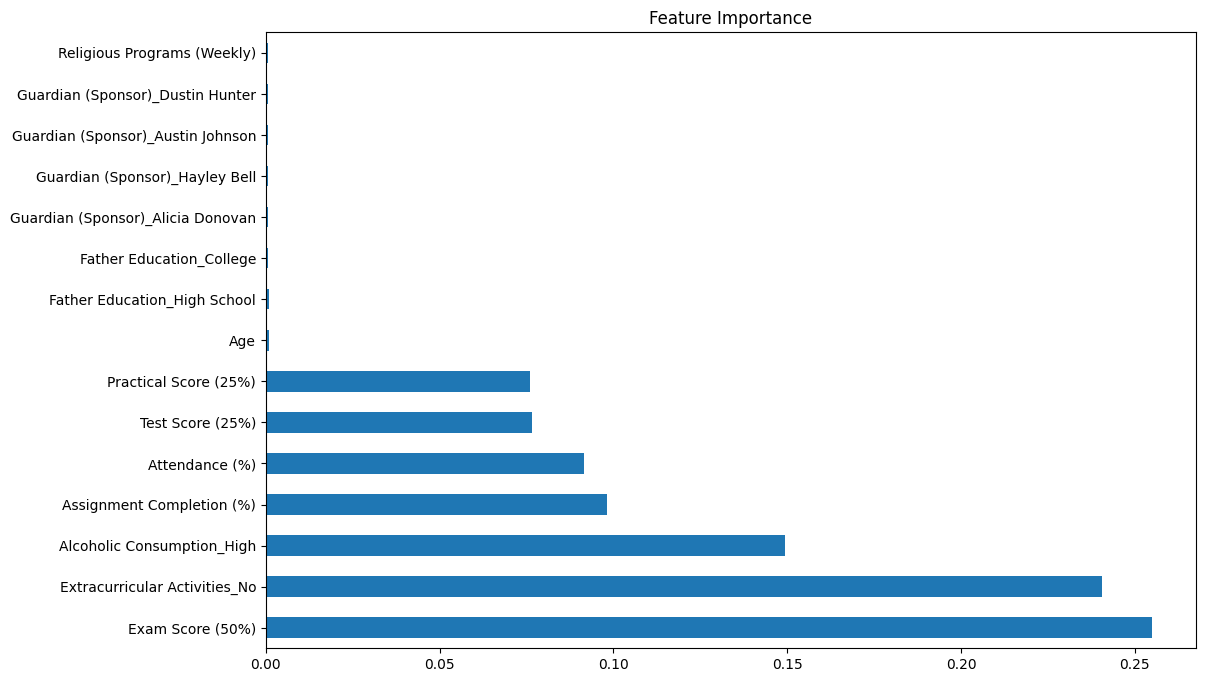 Feature Importance
Religious Programs (Weekly)
Guardian (Sponsor)_Dustin Hunter
Guardian (Sponsor)_Austin Johnson
Guardian (Sponsor)_Hayley Bell
Guardian (Sponsor)_Alicia Donovan
Father Education_College
Father Education_High School
Age
Practical Score (25%)
Test Score (25%)
Attendance (%)
Assignment Completion (%)
Alcoholic Consumption_High
Extracurricular Activities_No
Exam Score (50%)
0.00 0.05 0.10 0.15 0.20 0.25